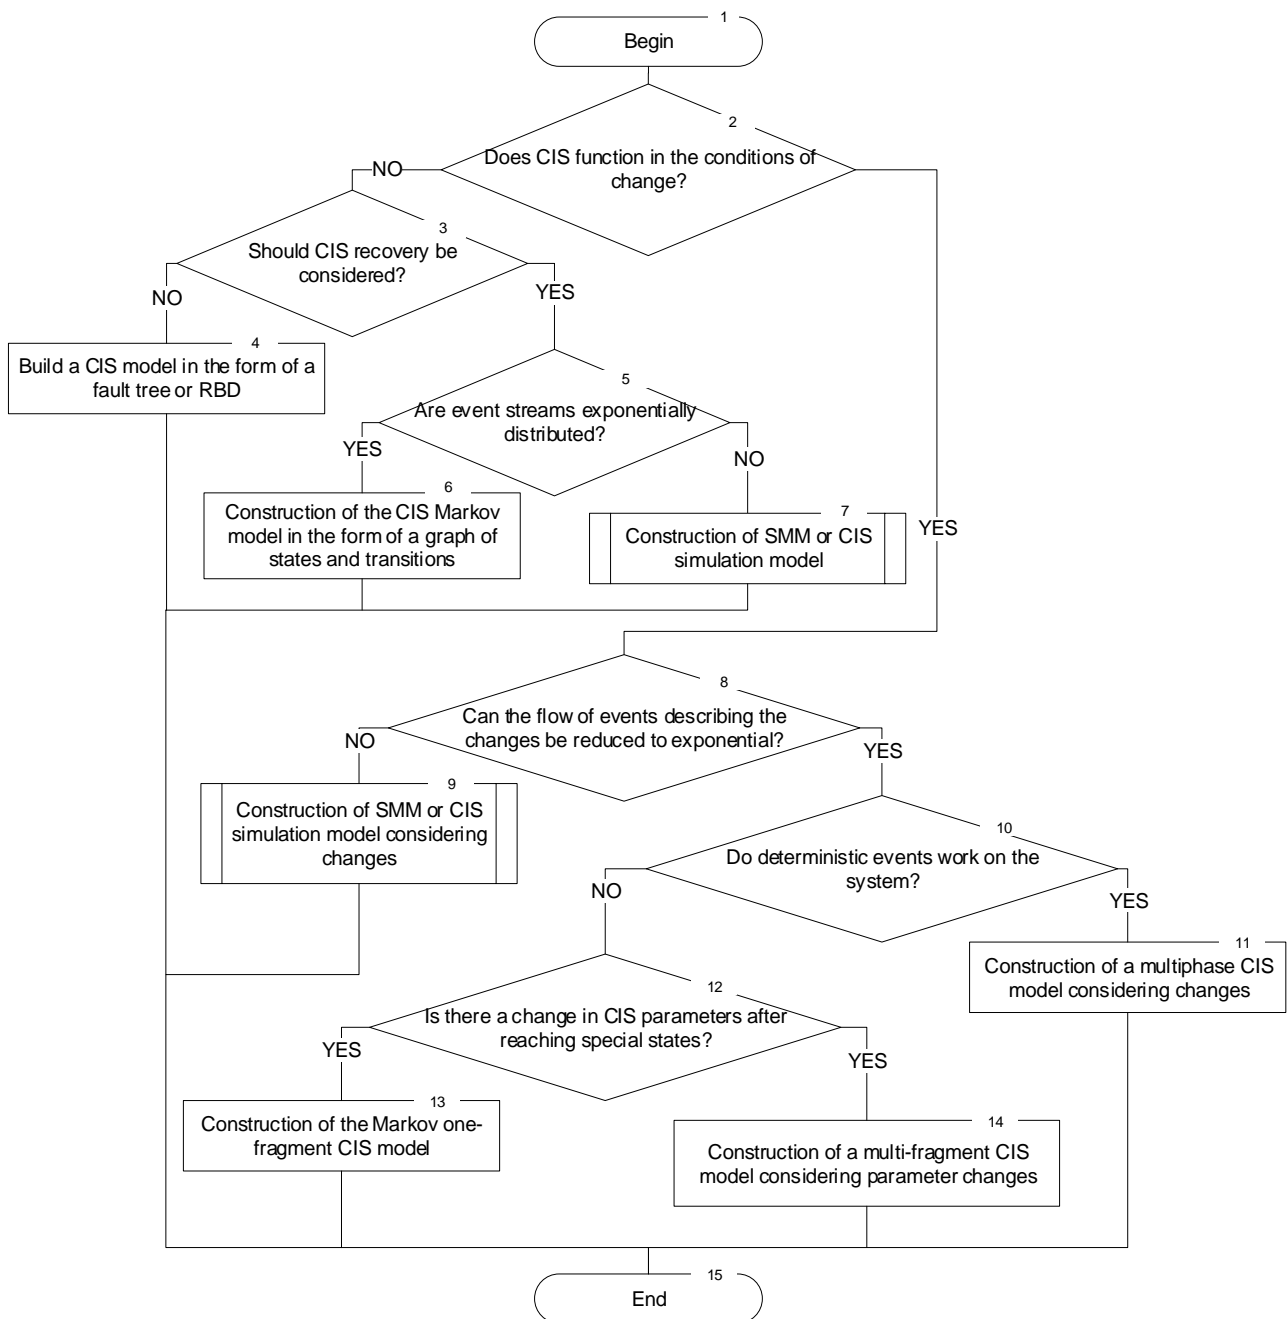 1
Begin
2
Does CIS function in the conditions of
change?
NO
3
Should CIS recovery be
considered?
NO
YES
4
Build a CIS model in the form of a
fault tree or RBD
5
Are event streams exponentially
distributed?
YES
NO
6
Construction of the CIS Markov
model in the form of a graph of
states and transitions
7
Construction of SMM or CIS
simulation model
YES
8
Can the flow of events describing the
changes be reduced to exponential?
NO
YES
9
Construction of SMM or CIS
simulation model considering
changes
10
Do deterministic events work on the
system?
NO
YES
11
Construction of a multiphase CIS
model considering changes
12
Is there a change in CIS parameters after
reaching special states?
YES
YES
13
Construction of the Markov one-
fragment CIS model
14
Construction of a multi-fragment CIS
model considering parameter changes
15
End